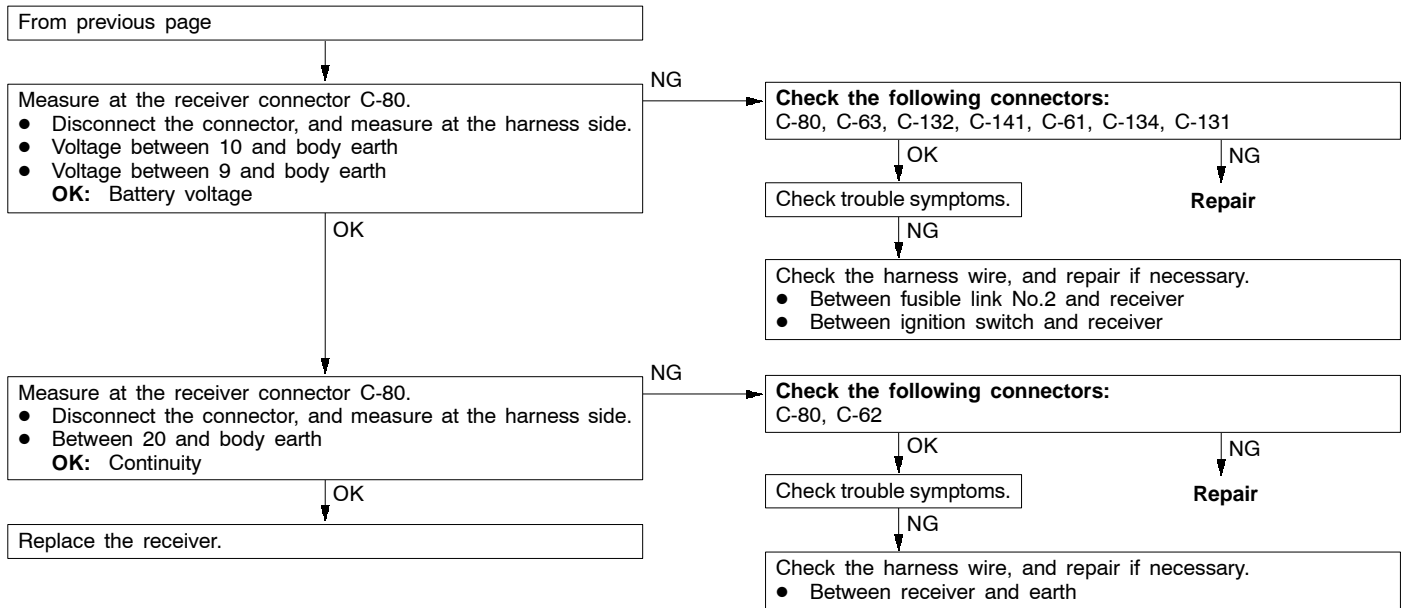 From previous page
Measure at the receiver connector C-80.
● Disconnect the connector, and measure at the harness side.
● Voltage between 10 and body earth
● Voltage between 9 and body earth
OK: Battery voltage
NG
Check the following connectors:
C-80, C-63, C-132, C-141, C-61, C-134, C-131
OK
NG
Check trouble symptoms.
Repair
NG
Check the harness wire, and repair if necessary.
● Between fusible link No.2 and receiver
● Between ignition switch and receiver
OK
Measure at the receiver connector C-80.
● Disconnect the connector, and measure at the harness side.
● Between 20 and body earth
OK: Continuity
NG
Check the following connectors:
C-80, C-62
OK
NG
Check trouble symptoms.
Repair
NG
Check the harness wire, and repair if necessary.
● Between receiver and earth
OK
Replace the receiver.